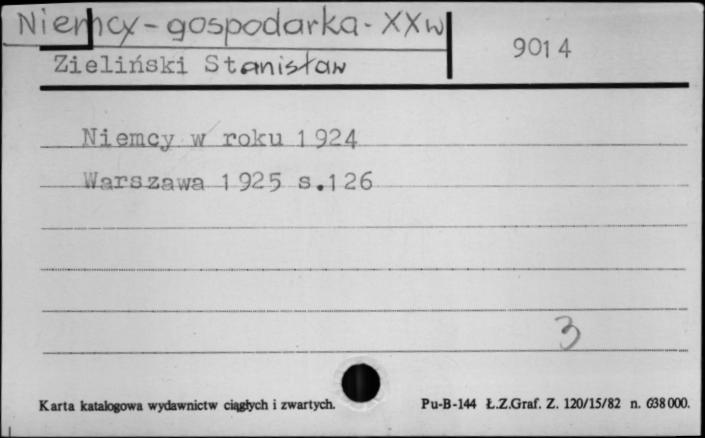 Niemcy - gospodarka - XX w
9014
Zieliński Stanisław
Niemcy w roku 1924
Warszawa 1925 s.126
3
Karta katalogowa wydawnictw ciągłych i zwartych. Pu-B-144 Ł.Z.Graf. Z. 120/15/82 n. 638000.